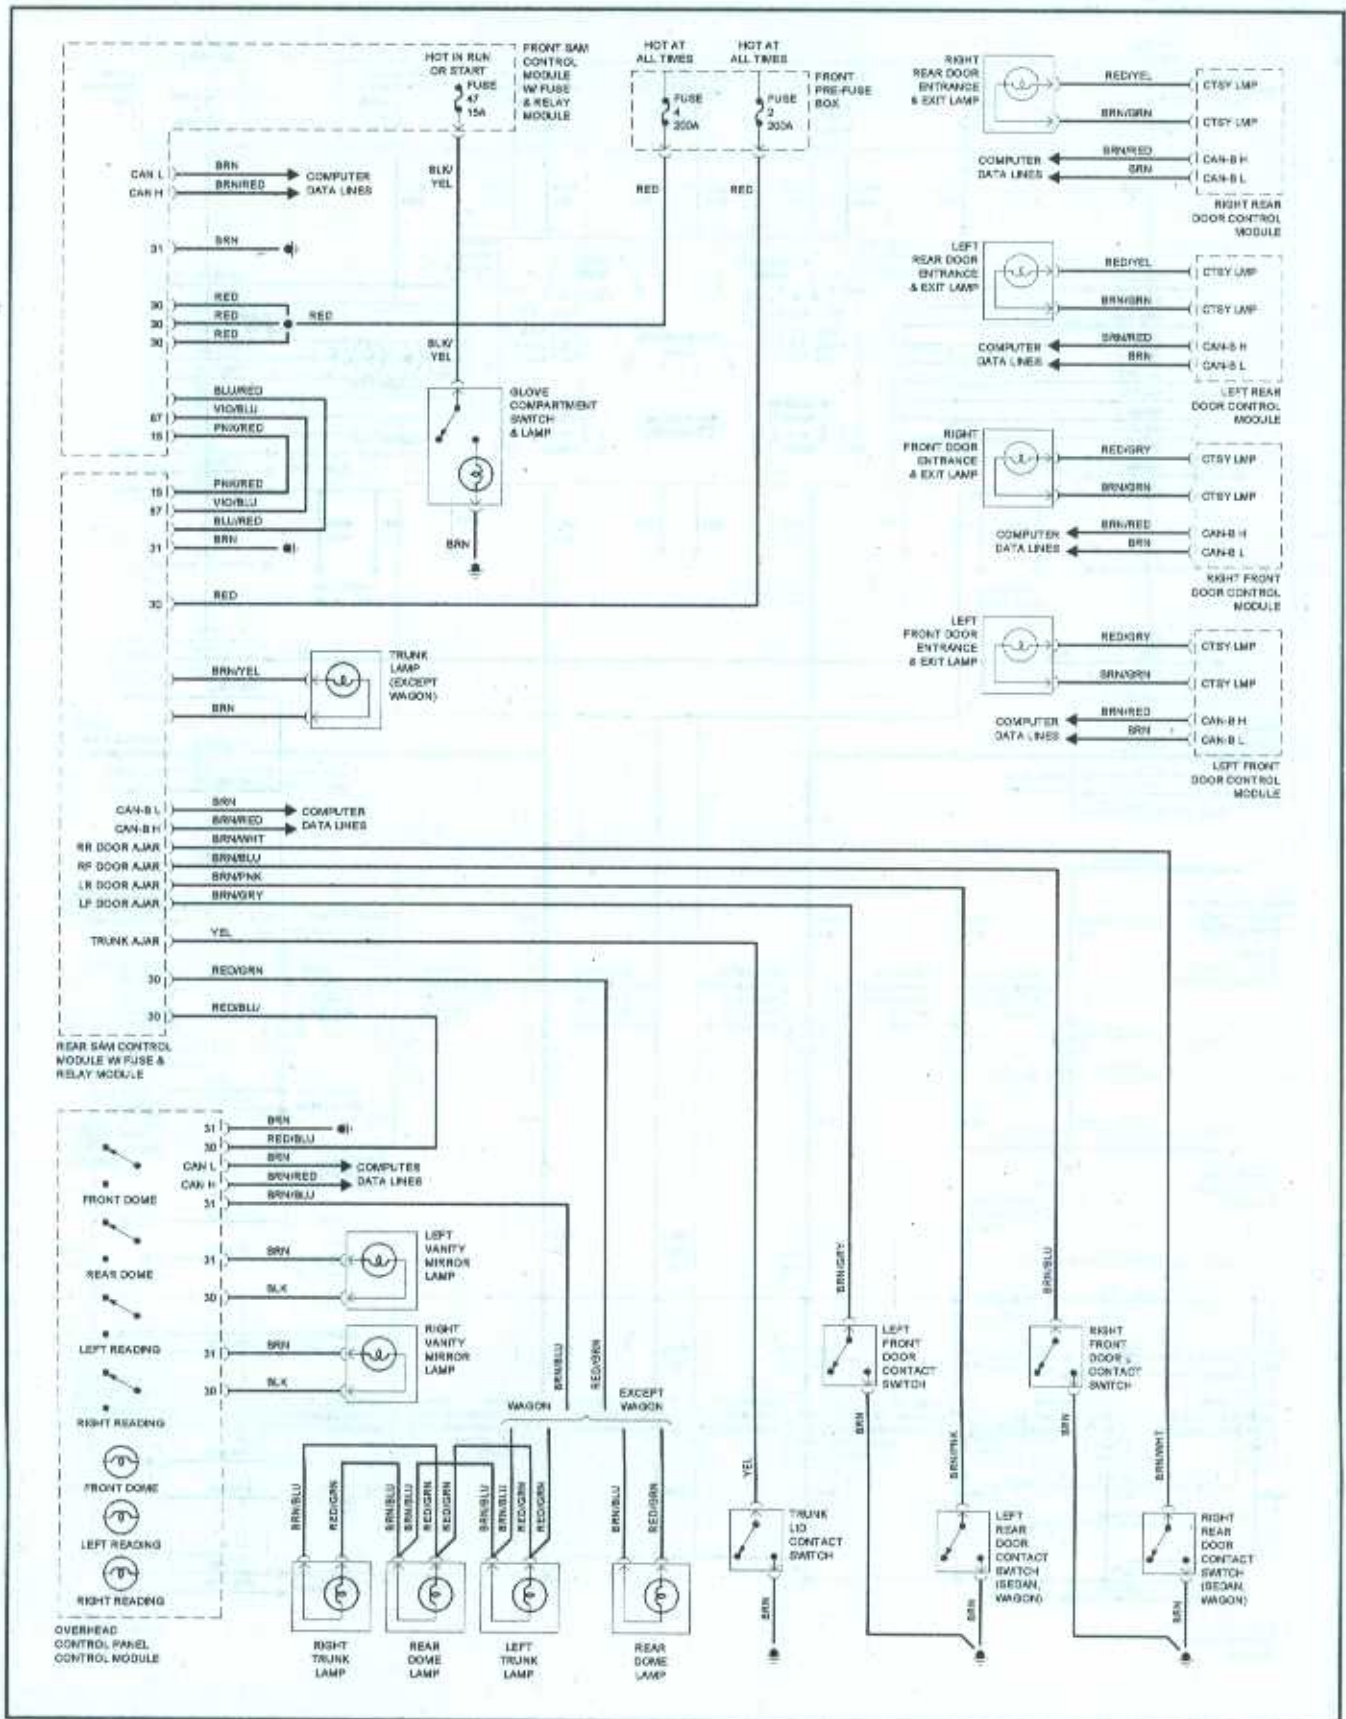 HOT IN RUN
OR START
FUSE
47
15A
FRONT SAM
CONTROL
MODULE
W/ FUSE
& RELAY
MODULE
HOT AT
ALL TIMES
HOT AT
ALL TIMES
FUSE
4
200A
FUSE
2
200A
FRONT
PRE-FUSE
BOX
CAN L
BRN
CAN H
BRN/RED
COMPUTER
DATA LINES
BLK/
YEL
RED
RED
31
BRN
30
RED
30
RED
RED
30
RED
BLK/
YEL
BLU/RED
87
VIO/BLU
15
PNK/RED
GLOVE
COMPARTMENT
SWITCH
& LAMP
15
PNK/RED
87
VIO/BLU
BLU/RED
31
BRN
BRN
30
RED
BRN/YEL
BRN
TRUNK
LAMP
(EXCEPT
WAGON)
RIGHT
REAR DOOR
ENTRANCE
& EXIT LAMP
RED/YEL
CTSY LMP
BRN/GRN
CTSY LMP
COMPUTER
DATA LINES
BRN/RED
CAN-B H
BRN
CAN-B L
RIGHT REAR
DOOR CONTROL
MODULE
LEFT
REAR DOOR
ENTRANCE
& EXIT LAMP
RED/YEL
CTSY LMP
BRN/GRN
CTSY LMP
COMPUTER
DATA LINES
BRN/RED
CAN-B H
BRN
CAN-B L
LEFT REAR
DOOR CONTROL
MODULE
RIGHT
FRONT DOOR
ENTRANCE
& EXIT LAMP
RED/GRY
CTSY LMP
BRN/GRN
CTSY LMP
COMPUTER
DATA LINES
BRN/RED
CAN-B H
BRN
CAN-B L
RIGHT FRONT
DOOR CONTROL
MODULE
LEFT
FRONT DOOR
ENTRANCE
& EXIT LAMP
RED/GRY
CTSY LMP
BRN/GRN
CTSY LMP
COMPUTER
DATA LINES
BRN/RED
CAN-B H
BRN
CAN-B L
LEFT FRONT
DOOR CONTROL
MODULE
CAN-B L
BRN
CAN-B H
BRN/RED
COMPUTER
DATA LINES
RR DOOR AJAR
BRN/WHT
RF DOOR AJAR
BRN/BLU
LR DOOR AJAR
BRN/PNK
LF DOOR AJAR
BRN/GRY
TRUNK AJAR
YEL
30
RED/GRN
30
RED/BLU/
REAR SAM CONTROL
MODULE W/ FUSE &
RELAY MODULE
31
BRN
30
RED/BLU
CAN L
BRN
CAN H
BRN/RED
COMPUTER
DATA LINES
31
BRN/BLU
FRONT DOME
REAR DOME
LEFT READING
RIGHT READING
FRONT DOME
LEFT READING
RIGHT READING
OVERHEAD
CONTROL PANEL
CONTROL MODULE
31
BRN
30
BLK
LEFT
VANITY
MIRROR
LAMP
31
BRN
30
BLK
RIGHT
VANITY
MIRROR
LAMP
BRN/BLU
RED/GRN
WAGON
EXCEPT
WAGON
BRN/BLU
RED/GRN
BRN/BLU
BRN/BLU
RED/GRN
RED/GRN
BRN/BLU
BRN/BLU
RED/GRN
RED/GRN
BRN/BLU
RED/GRN
RIGHT
TRUNK
LAMP
REAR
DOME
LAMP
LEFT
TRUNK
LAMP
REAR
DOME
LAMP
YEL
TRUNK
LID
CONTACT
SWITCH
BRN
BRN/GRY
LEFT
FRONT
DOOR
CONTACT
SWITCH
BRN
BRN/PNK
LEFT
REAR
DOOR
CONTACT
SWITCH
(SEDAN,
WAGON)
BRN
BRN/BLU
RIGHT
FRONT
DOOR
CONTACT
SWITCH
BRN
BRN/WHT
RIGHT
REAR
DOOR
CONTACT
SWITCH
(SEDAN,
WAGON)
BRN